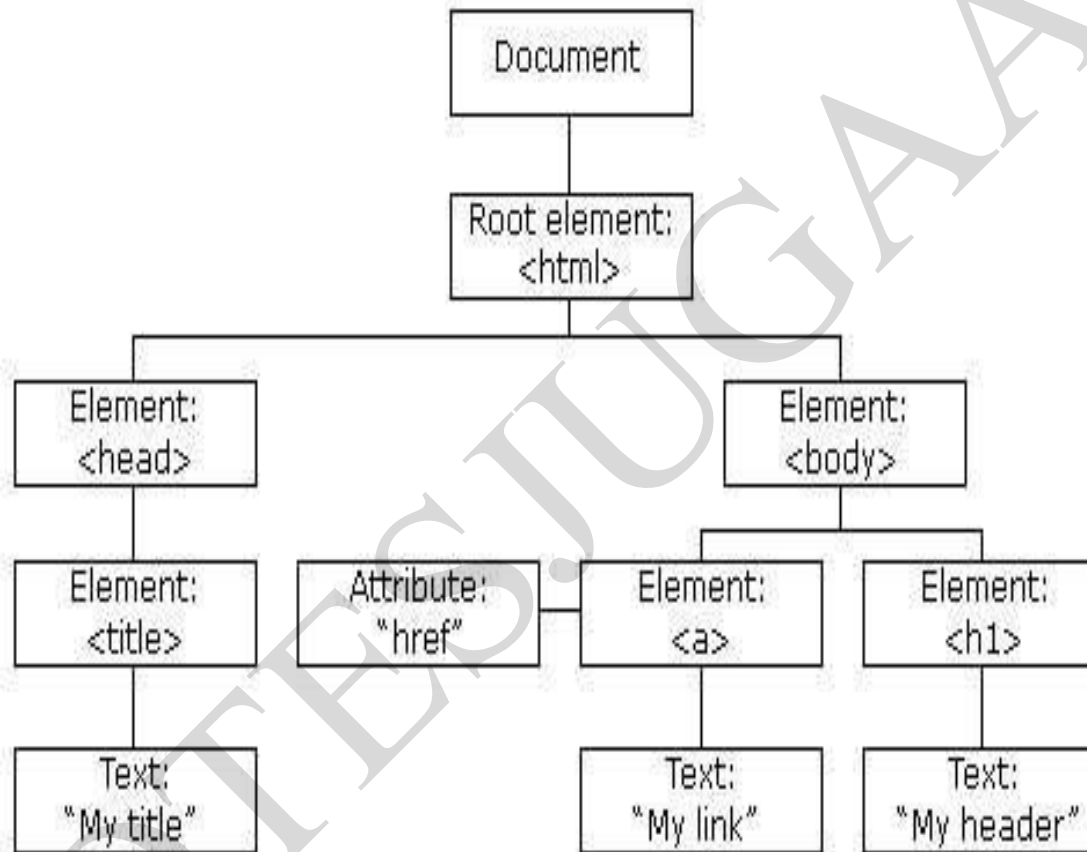 Document
Root element:
<html>
Element:
<head>
Element:
<body>
Element:
<title>
Attribute:
“href”
Element:
<a>
Element:
<h1>
Text:
“My title”
Text:
“My link”
Text:
“My header”